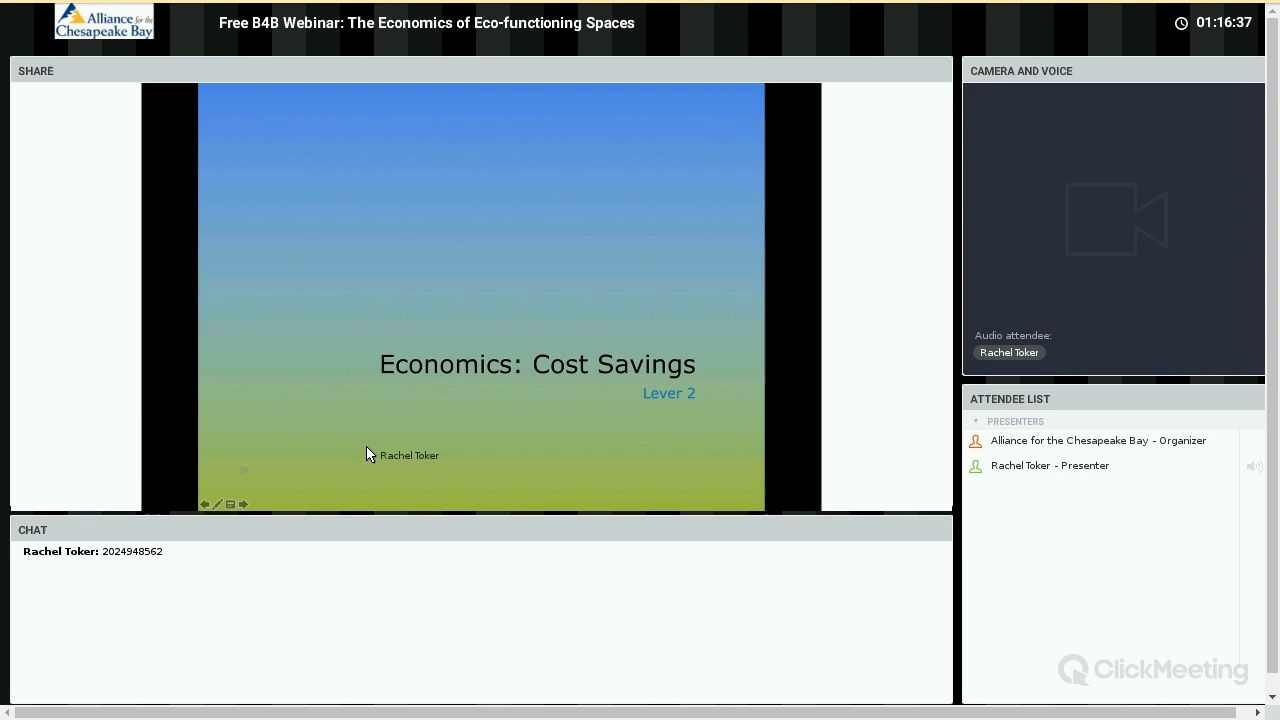 Alliance for the
Chesapeake Bay
Free B4B Webinar: The Economics of Eco-functioning Spaces
01:16:37
SHARE
Economics: Cost Savings
Lever 2
Rachel Toker
24
CAMERA AND VOICE
Audio attendee:
Rachel Toker
ATTENDEE LIST
PRESENTERS
Alliance for the Chesapeake Bay - Organizer
Rachel Toker - Presenter
CHAT
Rachel Toker: 2024948562
ClickMeeting